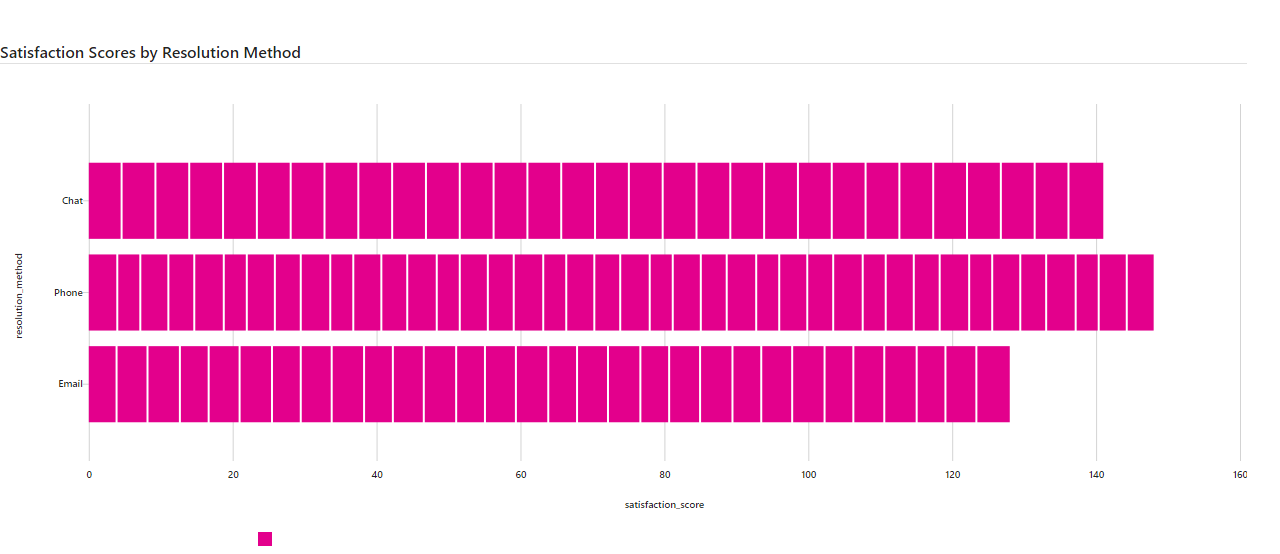 Satisfaction Scores by Resolution Method
resolution_method
Chat
Phone
Email
0 20 40 60 80 100 120 140 160
satisfaction_score